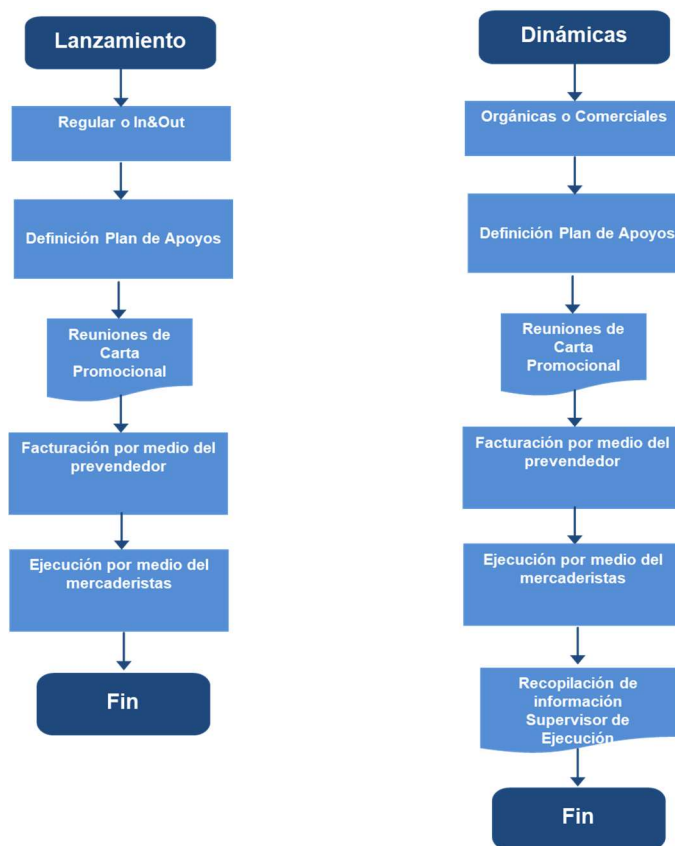 Lanzamiento
Regular o In&Out
Definición Plan de Apoyos
Reuniones de
Carta
Promocional
Facturación por medio del
prevendedor
Ejecución por medio del
mercaderistas
Fin
Dinámicas
Orgánicas o Comerciales
Definición Plan de Apoyos
Reuniones de
Carta
Promocional
Facturación por medio del
prevendedor
Ejecución por medio del
mercaderistas
Recopilación de
información
Supervisor de
Ejecución
Fin